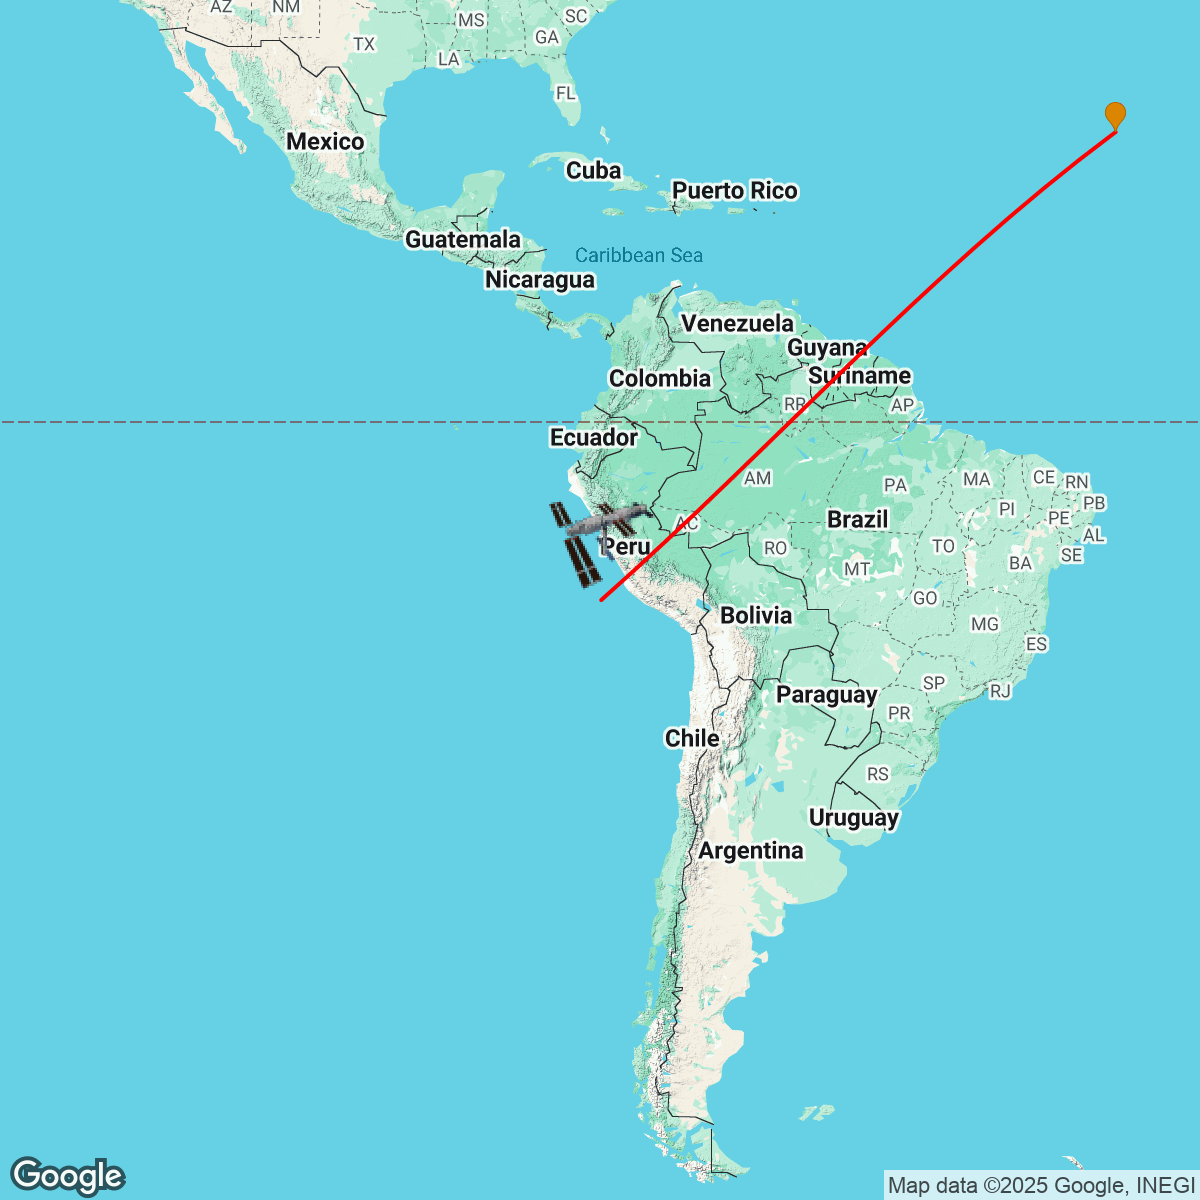 AZ
NM
MS
SC
TX
GA
LA
FL
Mexico
Cuba
Puerto Rico
Guatemala
Caribbean Sea
Nicaragua
Venezuela
Guyana
Colombia
Suriname
RR
AP
Ecuador
AM
PA
MA
CE
RN
PI
PB
AC
Brazil
PE
AL
Peru
RO
TO
SE
MT
BA
GO
Bolivia
MG
ES
SP
RJ
Paraguay
PR
Chile
RS
Uruguay
Argentina
Google
Map data ©2025 Google, INEGI